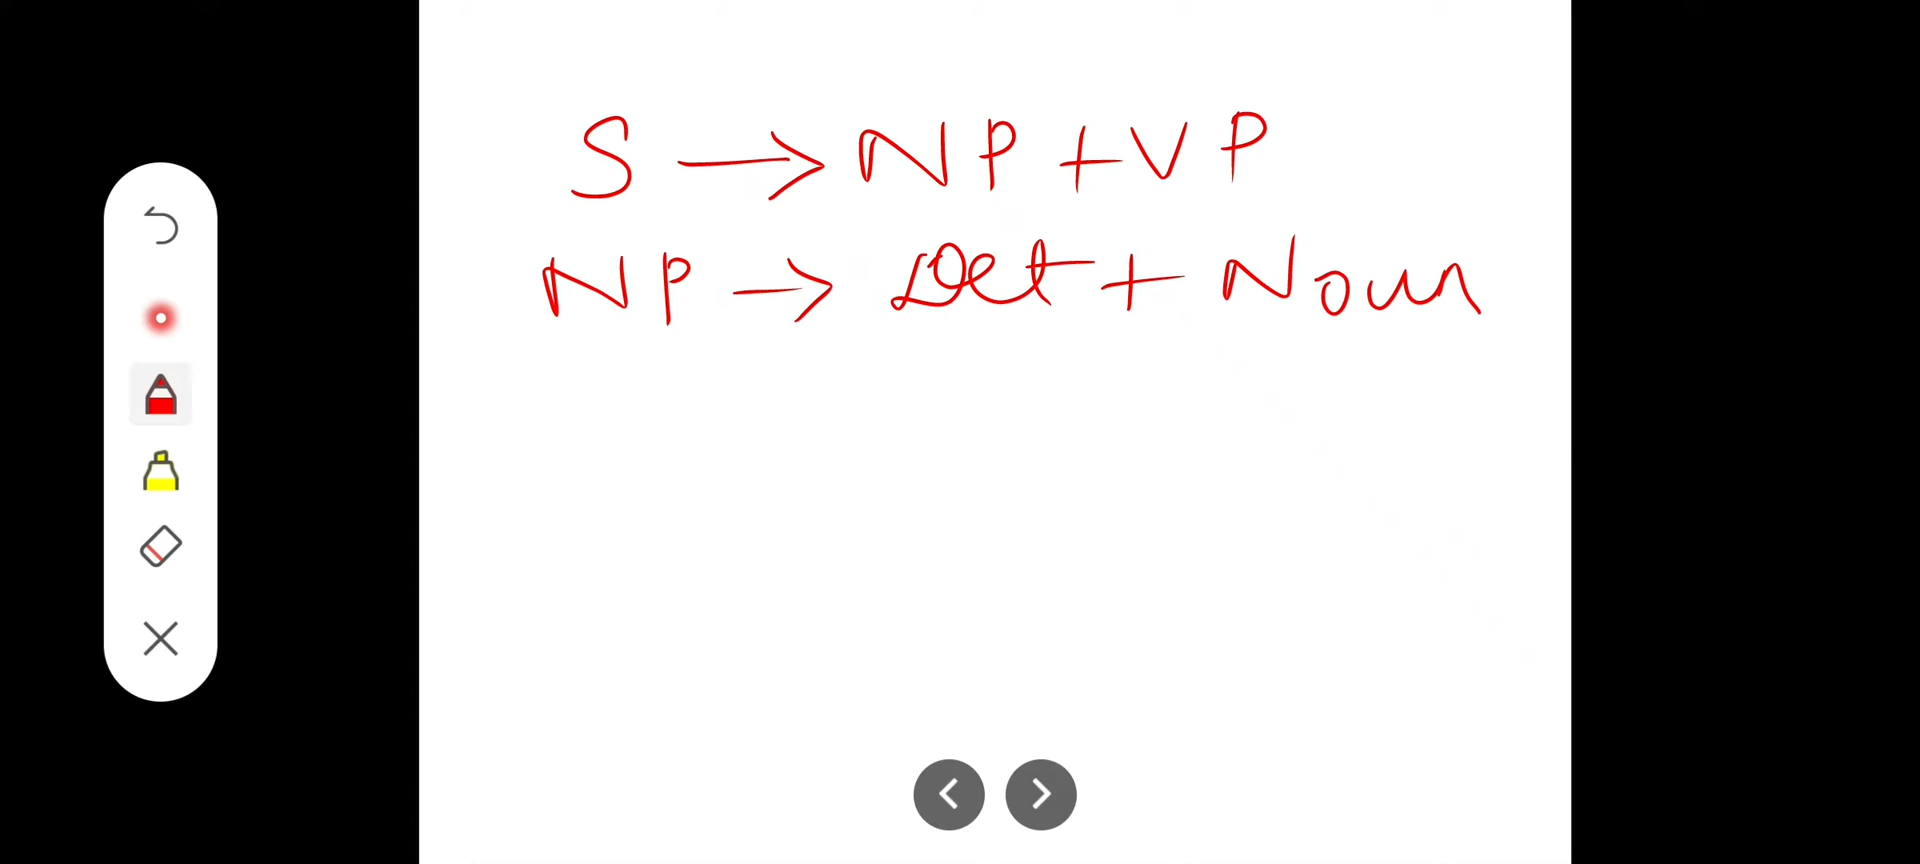 S → NP + VP
NP → Det + Noun